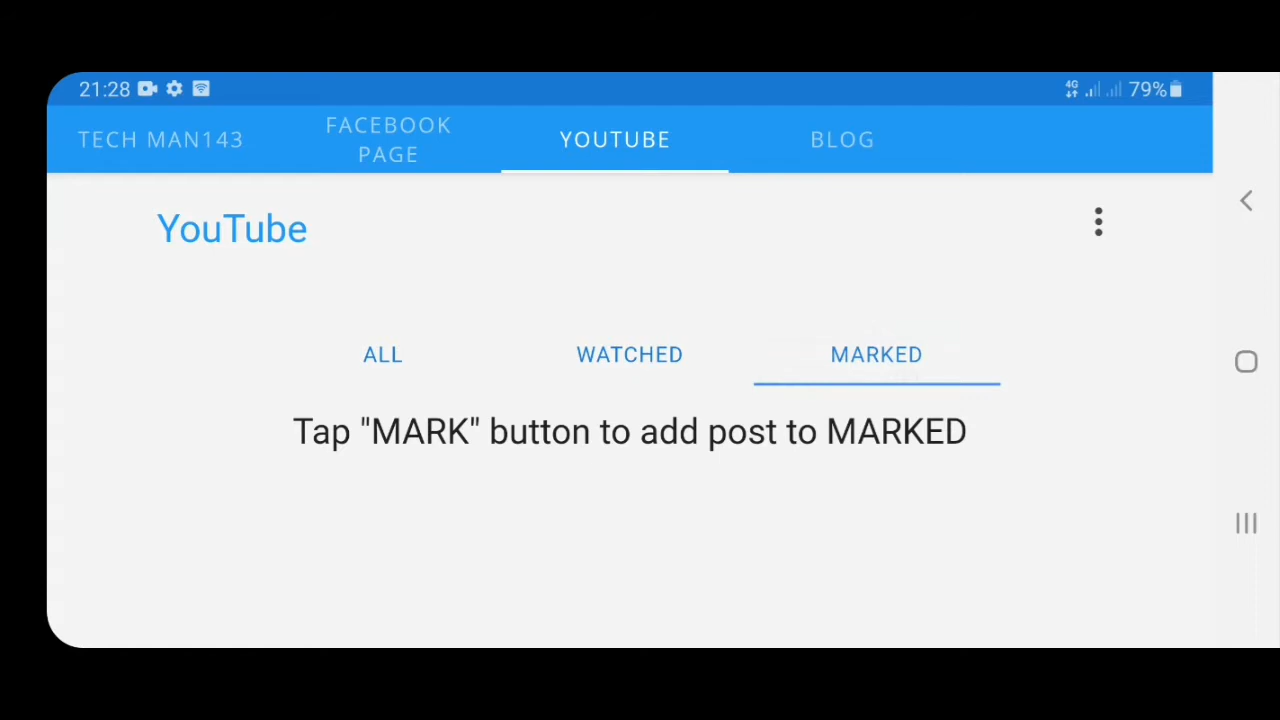 21:28 4G 79%
TECH MAN143 FACEBOOK PAGE YOUTUBE BLOG
YouTube
ALL WATCHED MARKED
Tap "MARK" button to add post to MARKED